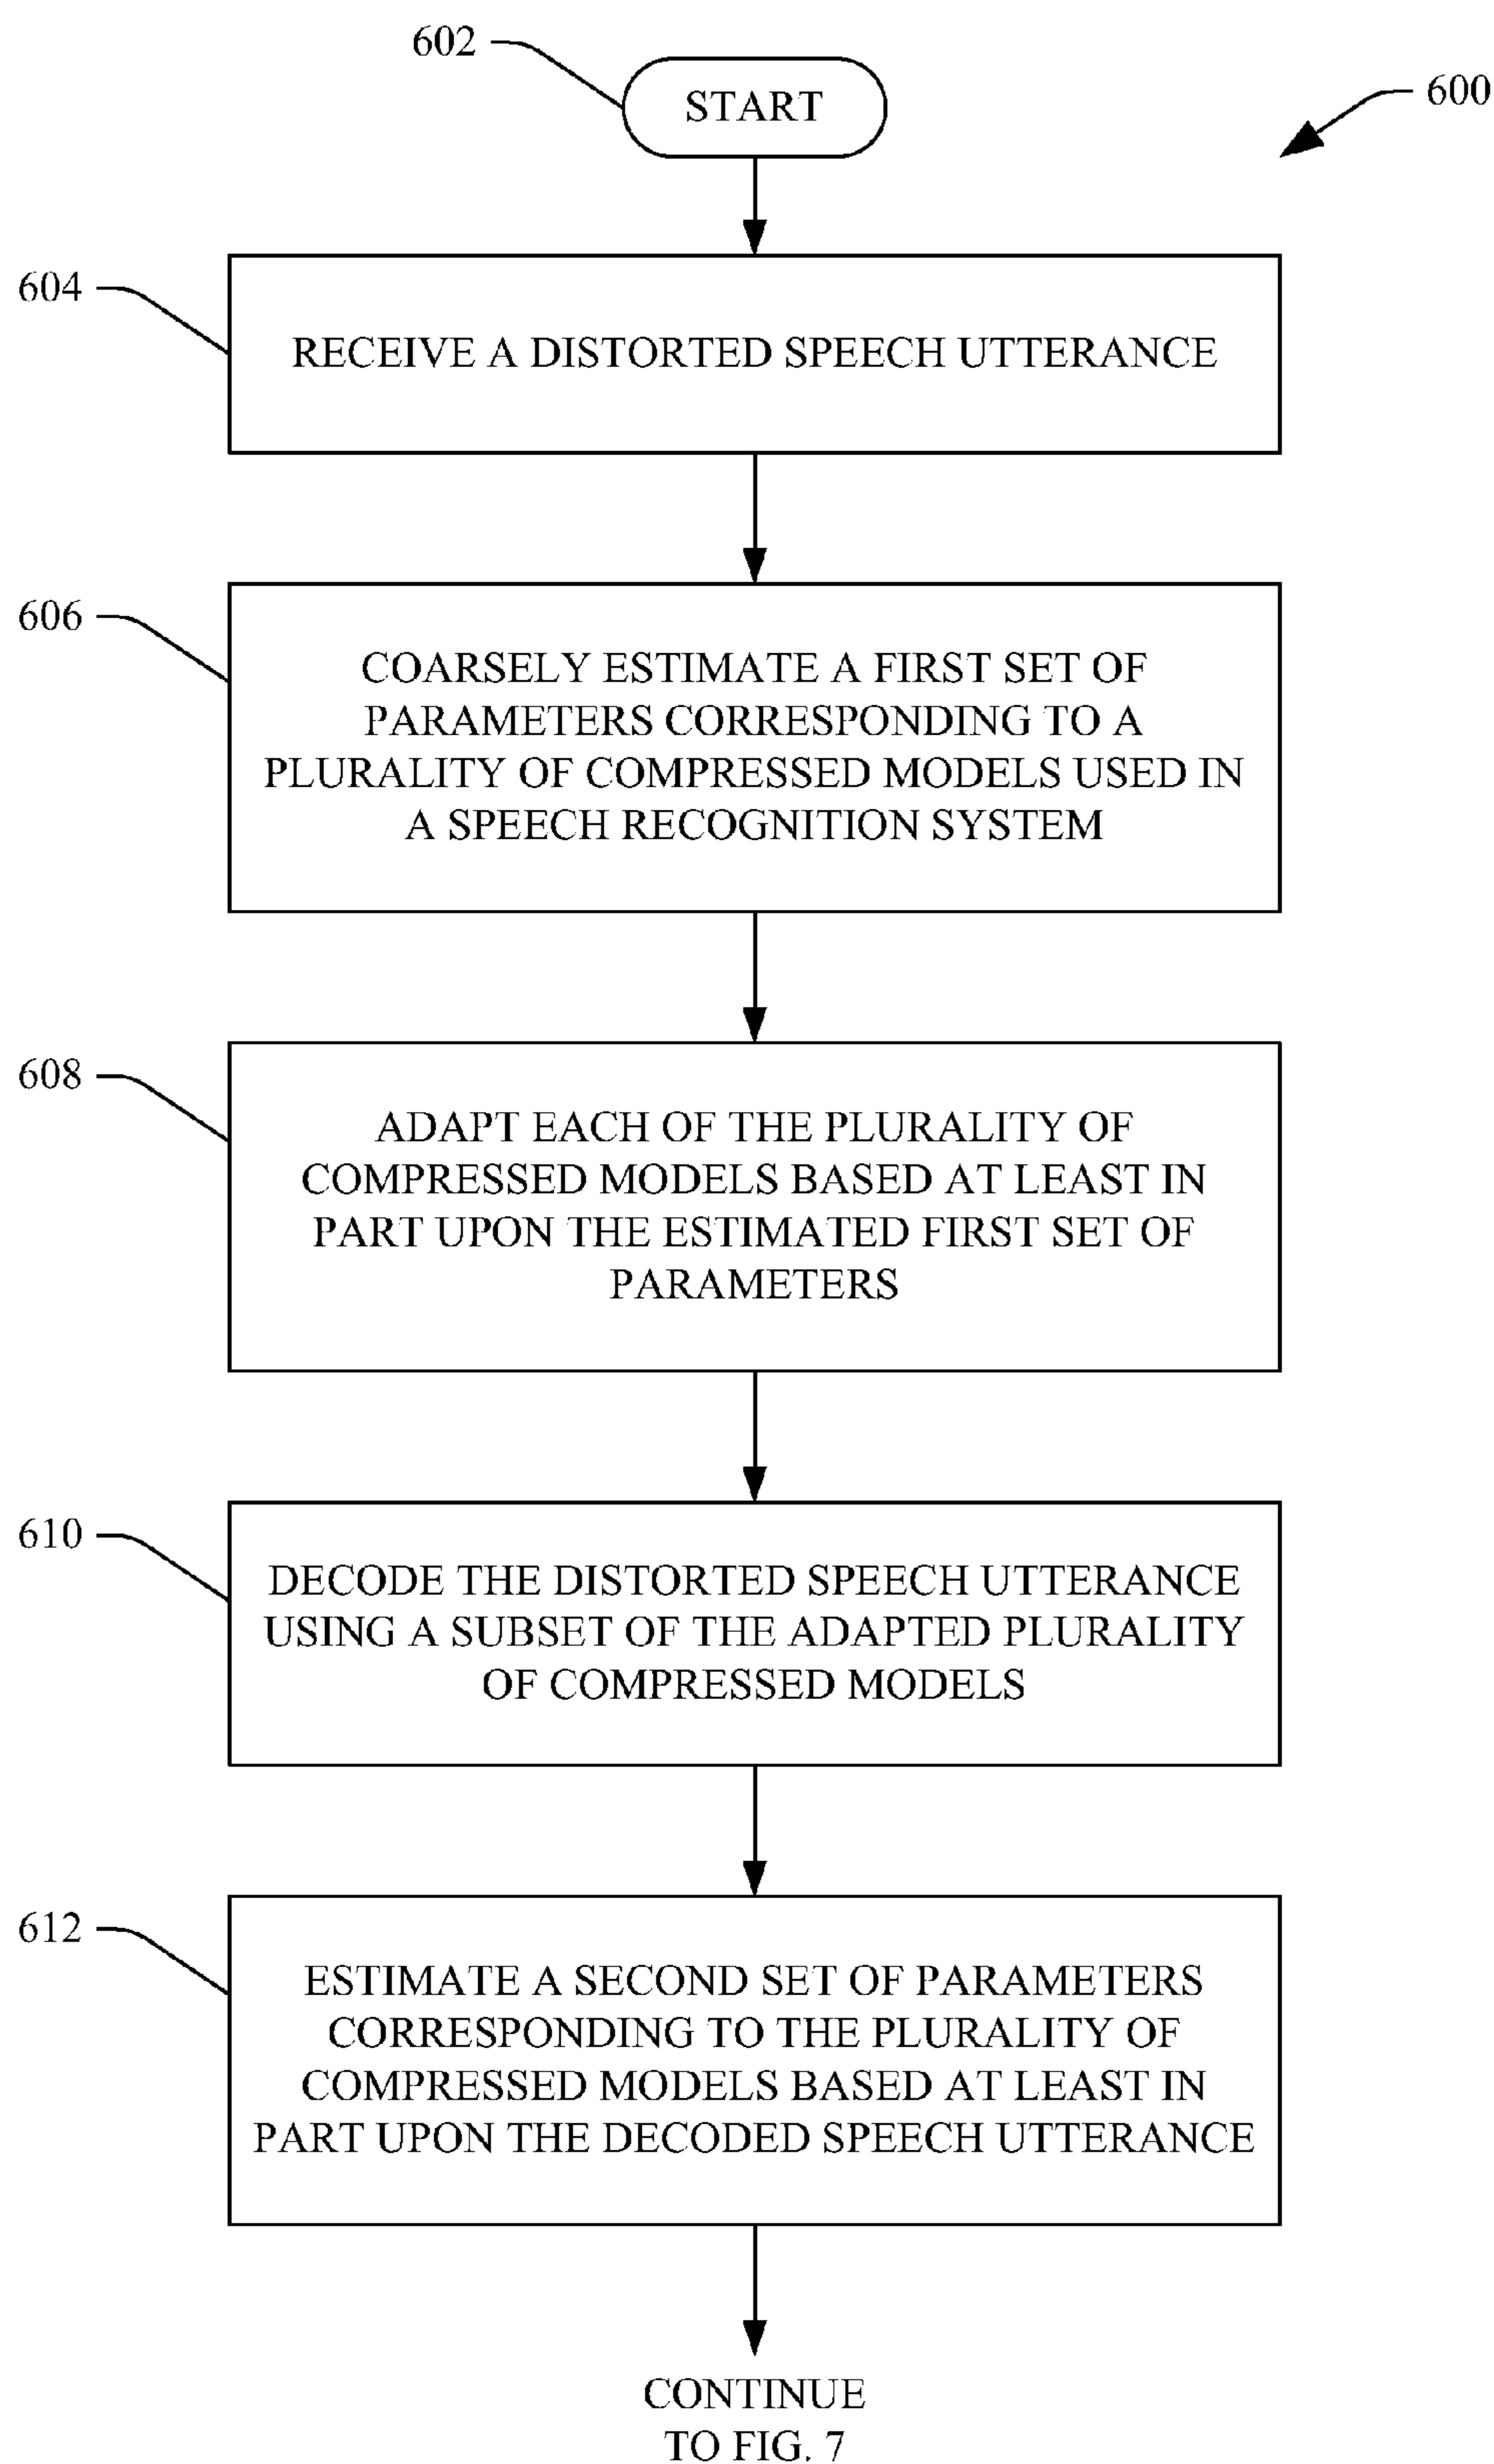 602
START
600
604
RECEIVE A DISTORTED SPEECH UTTERANCE
606
COARSELY ESTIMATE A FIRST SET OF
PARAMETERS CORRESPONDING TO A
PLURALITY OF COMPRESSED MODELS USED IN
A SPEECH RECOGNITION SYSTEM
608
ADAPT EACH OF THE PLURALITY OF
COMPRESSED MODELS BASED AT LEAST IN
PART UPON THE ESTIMATED FIRST SET OF
PARAMETERS
610
DECODE THE DISTORTED SPEECH UTTERANCE
USING A SUBSET OF THE ADAPTED PLURALITY
OF COMPRESSED MODELS
612
ESTIMATE A SECOND SET OF PARAMETERS
CORRESPONDING TO THE PLURALITY OF
COMPRESSED MODELS BASED AT LEAST IN
PART UPON THE DECODED SPEECH UTTERANCE
CONTINUE
TO FIG. 7